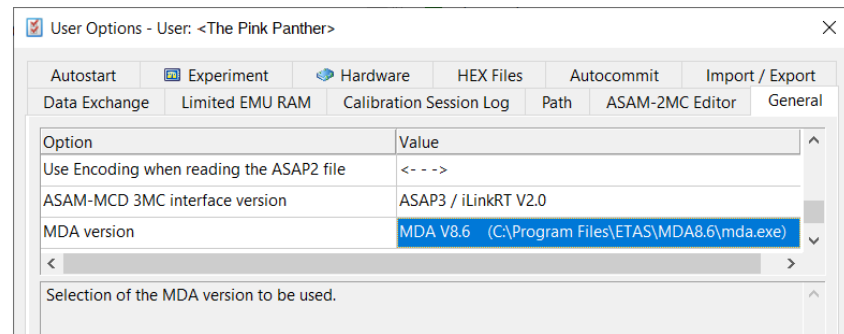 User Options - User: <The Pink Panther>
Autostart Experiment Hardware HEX Files Autocommit Import / Export
Data Exchange Limited EMU RAM Calibration Session Log Path ASAM-2MC Editor General
Option Value
Use Encoding when reading the ASAP2 file <- - ->
ASAM-MCD 3MC interface version ASAP3 / iLinkRT V2.0
MDA version MDA V8.6 (C:\Program Files\ETAS\MDA8.6\mda.exe)
Selection of the MDA version to be used.